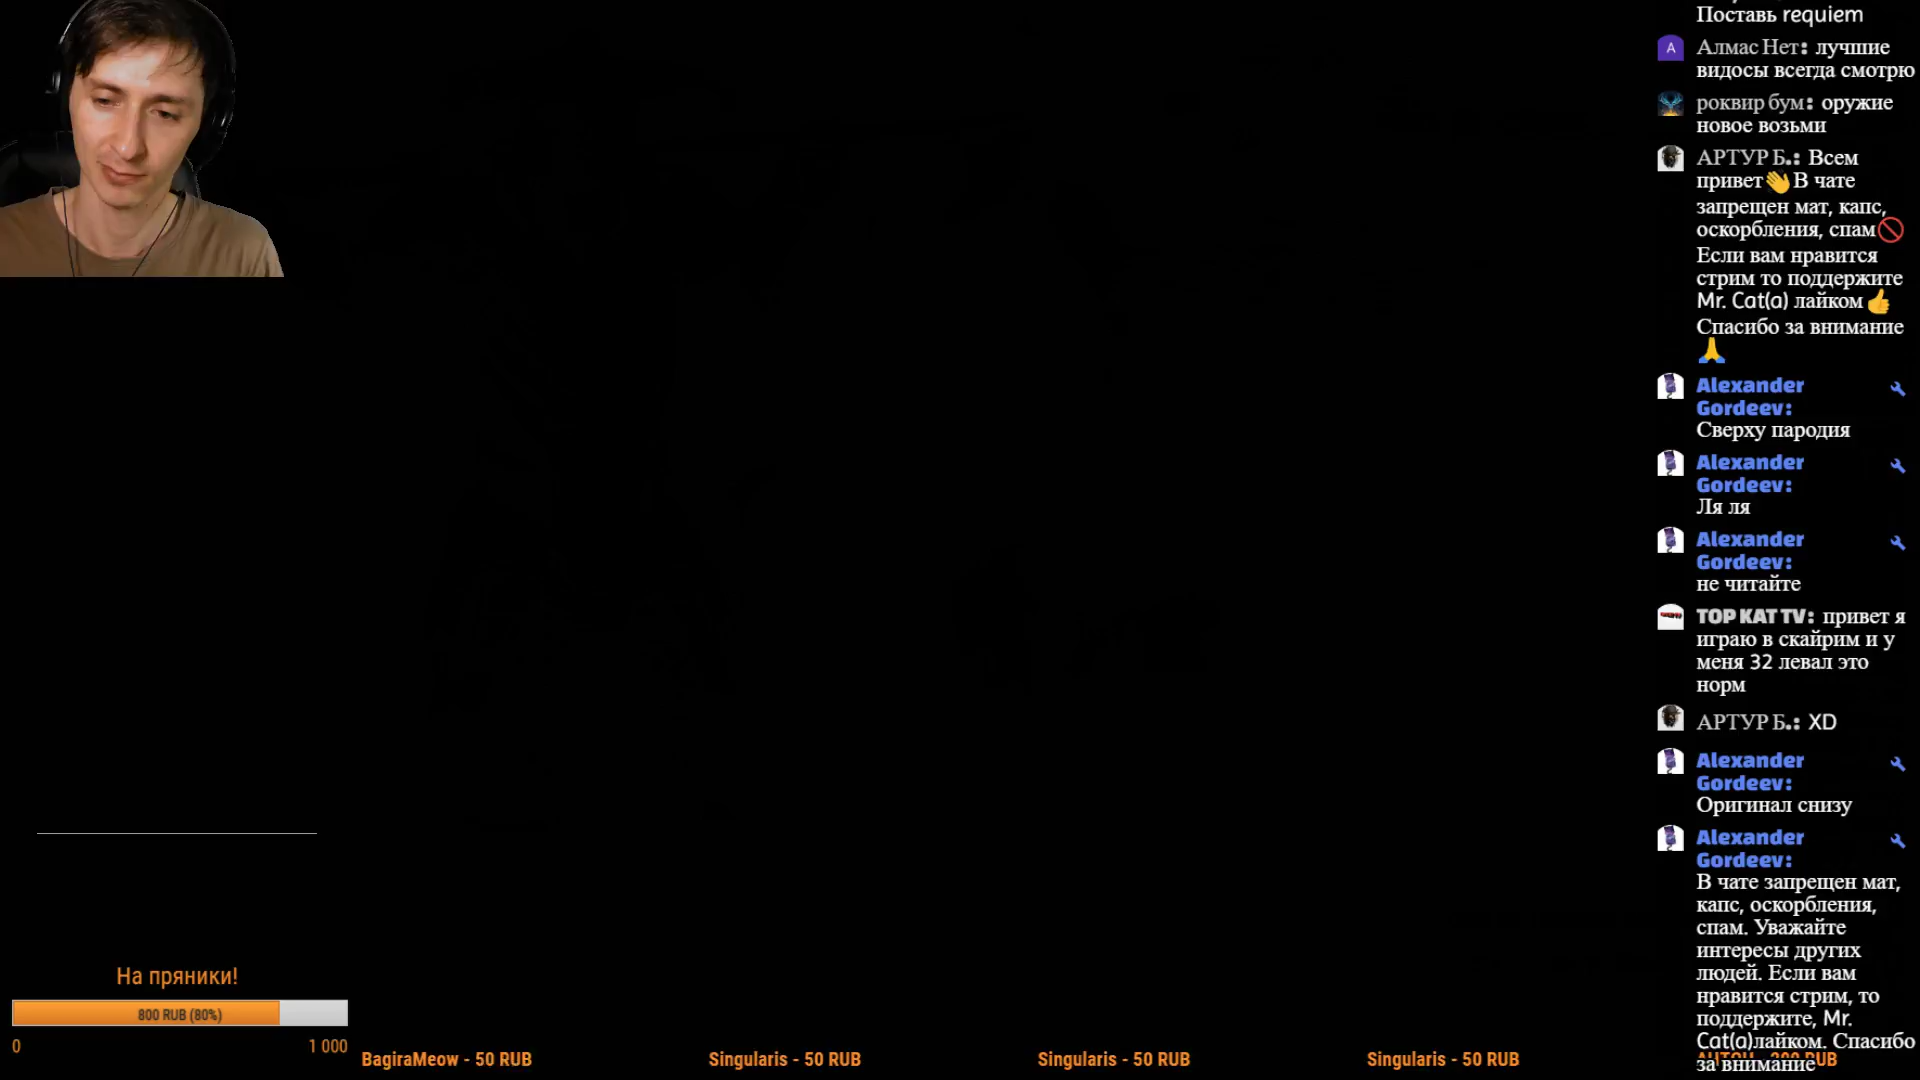 Поставь requiem
A
Алмас Нет: лучшие
видосы всегда смотрю
роквир бум: оружие
новое возьми
АРТУР Б.: Всем
привет👋В чате
запрещен мат, капс,
оскорбления, спам🚫
Если вам нравится
стрим то поддержите
Mr. Cat(a) лайком👍
Спасибо за внимание
🙏
Alexander
Gordeev:
Сверху пародия
Alexander
Gordeev:
Ля ля
Alexander
Gordeev:
не читайте
TOP KAT TV: привет я
играю в скайрим и у
меня 32 левал это
норм
АРТУР Б.: XD
Alexander
Gordeev:
Оригинал снизу
Alexander
Gordeev:
В чате запрещен мат,
капс, оскорбления,
спам. Уважайте
интересы других
людей. Если вам
нравится стрим, то
поддержите, Mr.
Cat(a)лайком. Спасибо
за внимание
На пряники!
800 RUB (80%)
0 1 000
BagiraMeow - 50 RUB Singularis - 50 RUB Singularis - 50 RUB Singularis - 50 RUB